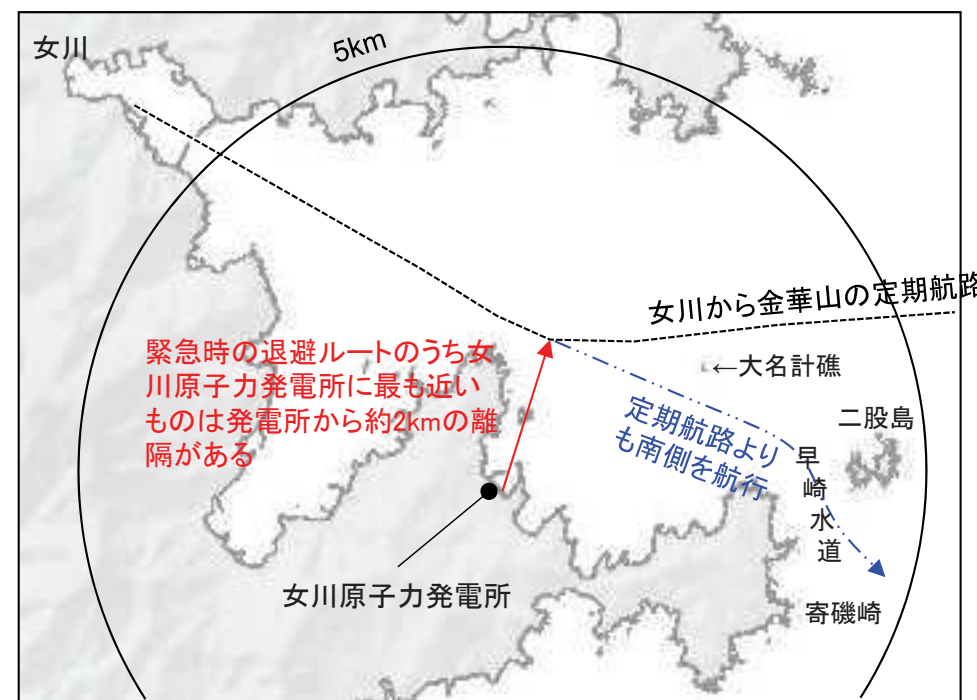 女川
5km
女川から金華山の定期航路
←大名計礁
緊急時の退避ルートのうち女
川原子力発電所に最も近い
ものは発電所から約2kmの離
隔がある
定期航路より
も南側を航行
二股島
早崎水道
女川原子力発電所
寄磯崎